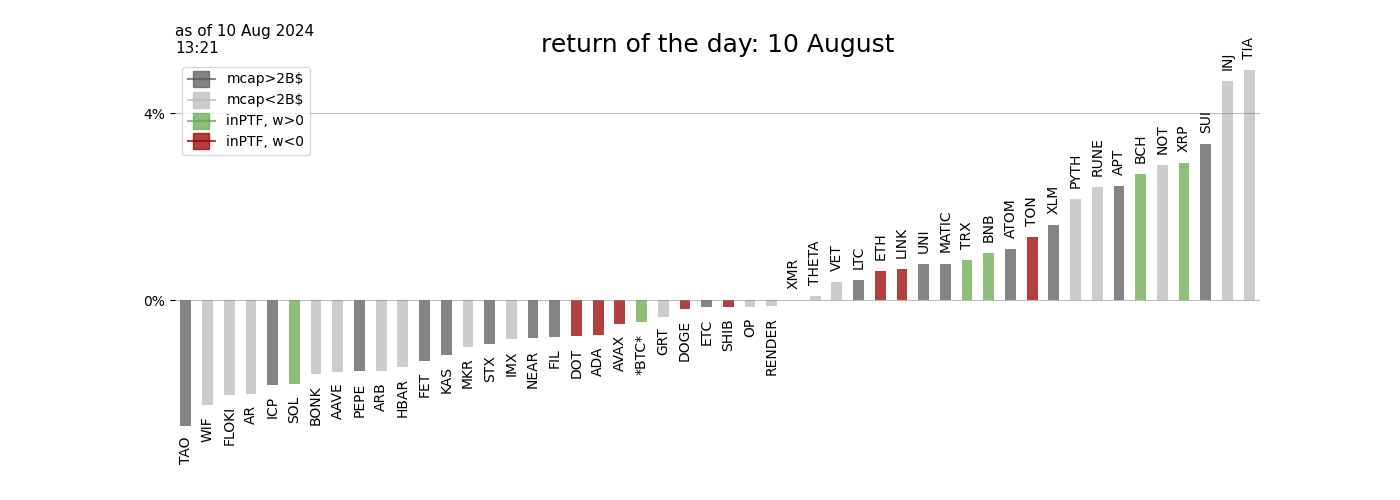 as of 10 Aug 2024
13:21
return of the day: 10 August
mcap>2B$
mcap<2B$
inPTF, w>0
inPTF, w<0
4%
0%
TAO
WIF
FLOKI
AR
ICP
SOL
BONK
AAVE
PEPE
ARB
HBAR
FET
KAS
MKR
STX
IMX
NEAR
FIL
DOT
ADA
AVAX
*BTC*
GRT
DOGE
ETC
SHIB
OP
RENDER
XMR
THETA
VET
LTC
ETH
LINK
UNI
MATIC
TRX
BNB
ATOM
TON
XLM
PYTH
RUNE
APT
BCH
NOT
XRP
SUI
INJ
TIA